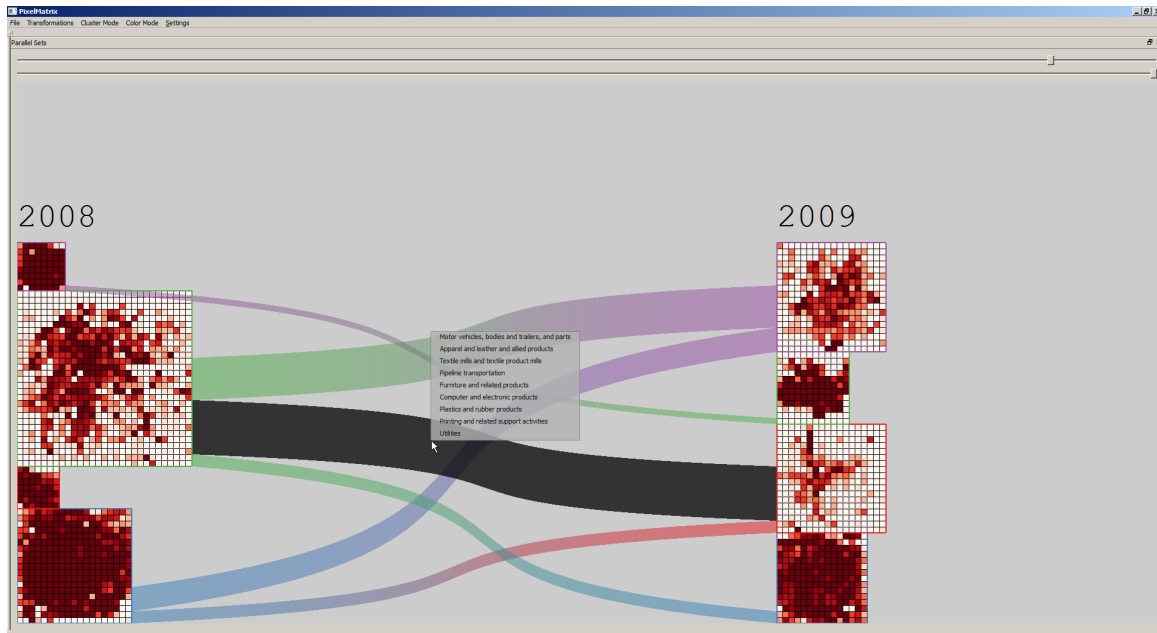 PixelMatrix
File Transformations Cluster Mode Color Mode Settings
Parallel Sets
2008 2009
Motor vehicles, bodies and trailers, and parts
Apparel and leather and allied products
Textile mills and textile product mills
Pipeline transportation
Furniture and related products
Computer and electronic products
Plastics and rubber products
Printing and related support activities
Utilities